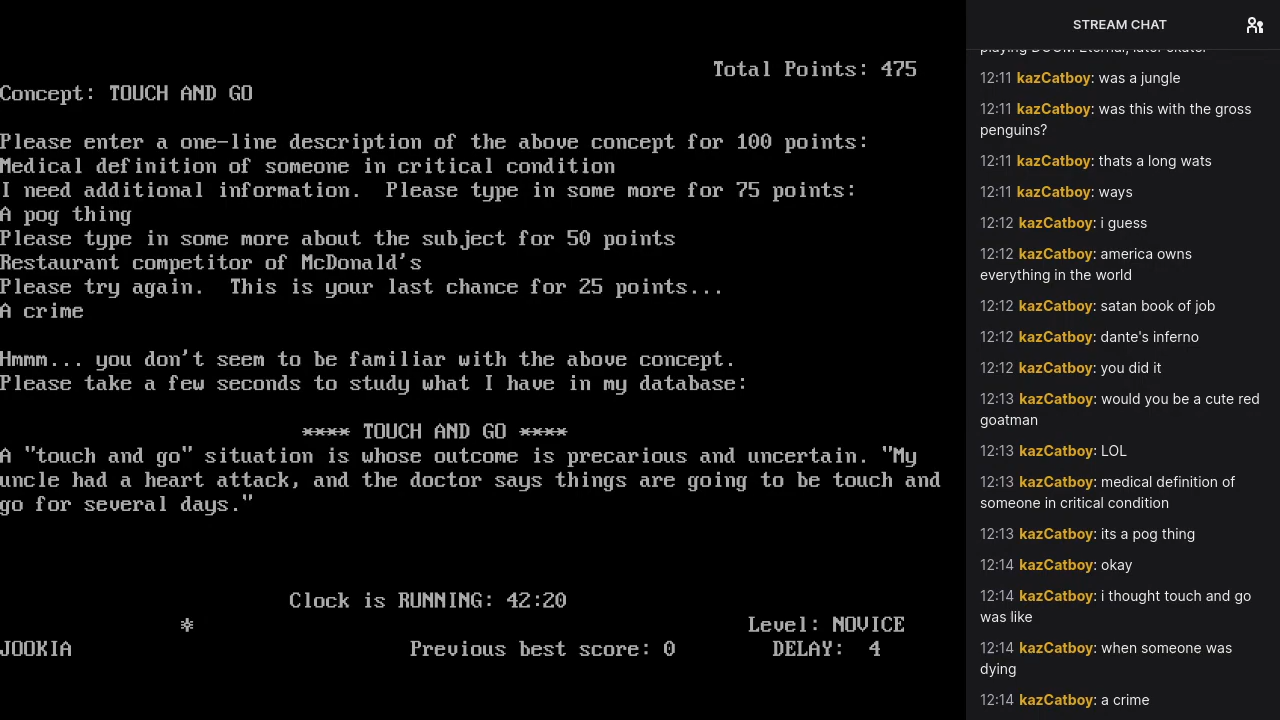 Total Points: 475
Concept: TOUCH AND GO
Please enter a one-line description of the above concept for 100 points:
Medical definition of someone in critical condition
I need additional information.  Please type in some more for 75 points:
A pog thing
Please type in some more about the subject for 50 points
Restaurant competitor of McDonald's
Please try again.  This is your last chance for 25 points...
A crime
Hmmm... you don't seem to be familiar with the above concept.
Please take a few seconds to study what I have in my database:
**** TOUCH AND GO ****
A "touch and go" situation is whose outcome is precarious and uncertain. "My
uncle had a heart attack, and the doctor says things are going to be touch and
go for several days."
Clock is RUNNING: 42:20
*
Level: NOVICE
JOOKIA
Previous best score: 0
DELAY:  4
STREAM CHAT
playing DOOM Eternal, later skater
12:11 kazCatboy: was a jungle
12:11 kazCatboy: was this with the gross
penguins?
12:11 kazCatboy: thats a long wats
12:11 kazCatboy: ways
12:12 kazCatboy: i guess
12:12 kazCatboy: america owns
everything in the world
12:12 kazCatboy: satan book of job
12:12 kazCatboy: dante's inferno
12:12 kazCatboy: you did it
12:13 kazCatboy: would you be a cute red
goatman
12:13 kazCatboy: LOL
12:13 kazCatboy: medical definition of
someone in critical condition
12:13 kazCatboy: its a pog thing
12:14 kazCatboy: okay
12:14 kazCatboy: i thought touch and go
was like
12:14 kazCatboy: when someone was
dying
12:14 kazCatboy: a crime